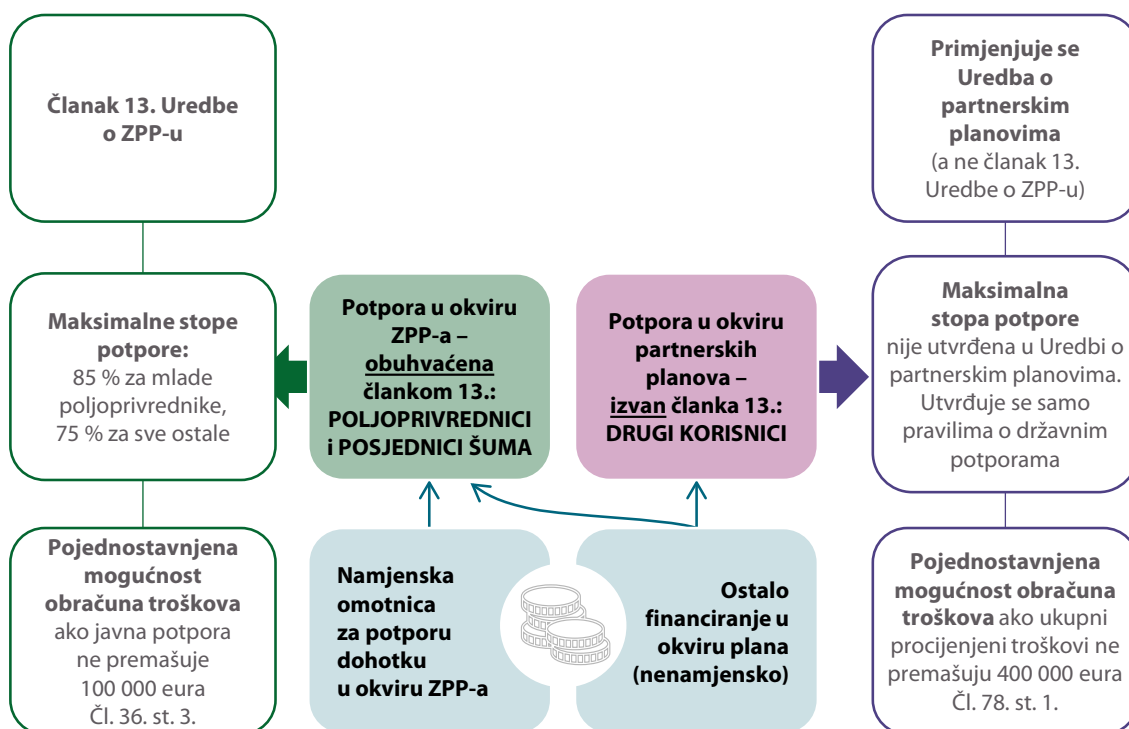 Članak 13. Uredbe
o ZPP-u
Maksimalne stope
potpore:
85 % za mlade
poljoprivrednike,
75 % za sve ostale
Pojednostavnjena
mogućnost
obračuna troškova
ako javna potpora
ne premašuje
100 000 eura
Čl. 36. st. 3.
Potpora u okviru
ZPP-a –
obuhvaćena
člankom 13.:
POLJOPRIVREDNICI
i POSJEDNICI ŠUMA
Namjenska
omotnica
za potporu
dohotku
u okviru ZPP-a
Potpora u okviru
partnerskih
planova –
izvan članka 13.:
DRUGI KORISNICI
Ostalo
financiranje u
okviru plana
(nenamjensko)
Primjenjuje se
Uredba o
partnerskim
planovima
(a ne članak 13.
Uredbe o ZPP-u)
Maksimalna
stopa potpore
nije utvrđena u Uredbi o
partnerskim planovima.
Utvrđuje se samo
pravilima o državnim
potporama
Pojednostavnjena
mogućnost obračuna
troškova ako ukupni
procijenjeni troškovi ne
premašuju 400 000 eura
Čl. 78. st. 1.